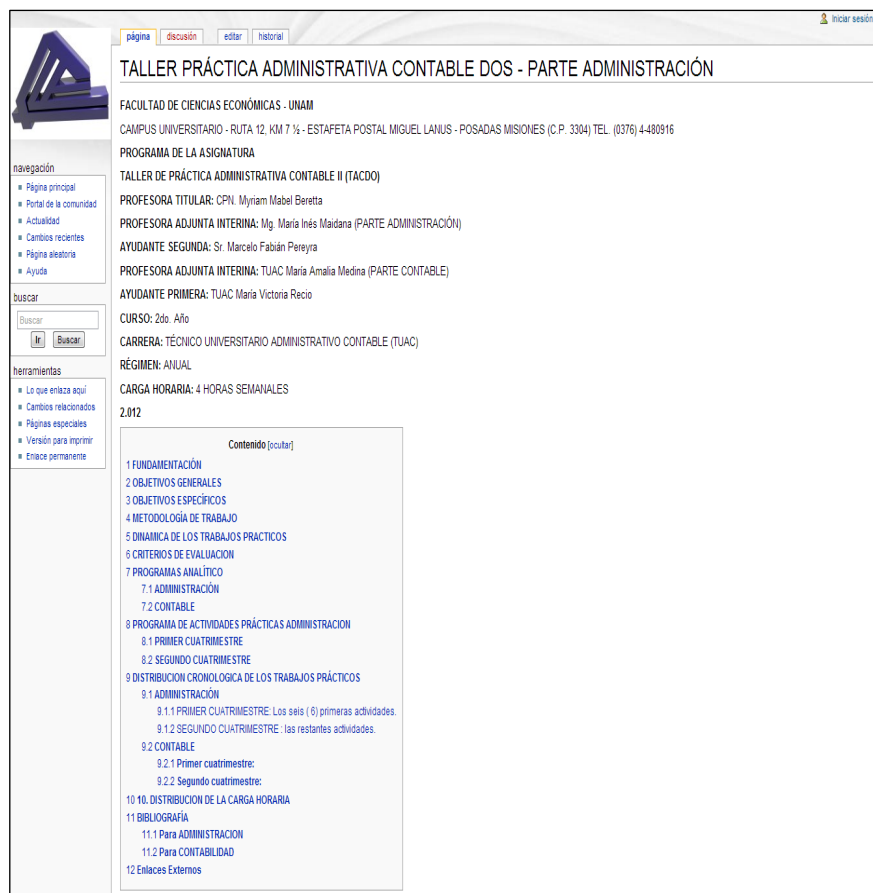 Iniciar sesión
página discusión editar historial
TALLER PRÁCTICA ADMINISTRATIVA CONTABLE DOS - PARTE ADMINISTRACIÓN
FACULTAD DE CIENCIAS ECONÓMICAS - UNAM
CAMPUS UNIVERSITARIO - RUTA 12, KM 7 ½ - ESTAFETA POSTAL MIGUEL LANUS - POSADAS MISIONES (C.P. 3304) TEL. (0376) 4-480916
PROGRAMA DE LA ASIGNATURA
TALLER DE PRÁCTICA ADMINISTRATIVA CONTABLE II (TACDO)
PROFESORA TITULAR: CPN. Myriam Mabel Beretta
PROFESORA ADJUNTA INTERINA: Mg. María Inés Maidana (PARTE ADMINISTRACIÓN)
AYUDANTE SEGUNDA: Sr. Marcelo Fabián Pereyra
PROFESORA ADJUNTA INTERINA: TUAC María Amalia Medina (PARTE CONTABLE)
AYUDANTE PRIMERA: TUAC María Victoria Recio
CURSO: 2do. Año
CARRERA: TÉCNICO UNIVERSITARIO ADMINISTRATIVO CONTABLE (TUAC)
RÉGIMEN: ANUAL
CARGA HORARIA: 4 HORAS SEMANALES
2.012
Contenido [ocultar]
1 FUNDAMENTACIÓN
2 OBJETIVOS GENERALES
3 OBJETIVOS ESPECÍFICOS
4 METODOLOGÍA DE TRABAJO
5 DINAMICA DE LOS TRABAJOS PRACTICOS
6 CRITERIOS DE EVALUACION
7 PROGRAMAS ANALÍTICO
7.1 ADMINISTRACIÓN
7.2 CONTABLE
8 PROGRAMA DE ACTIVIDADES PRÁCTICAS ADMINISTRACION
8.1 PRIMER CUATRIMESTRE
8.2 SEGUNDO CUATRIMESTRE
9 DISTRIBUCION CRONOLOGICA DE LOS TRABAJOS PRÁCTICOS
9.1 ADMINISTRACIÓN
9.1.1 PRIMER CUATRIMESTRE: Los seis ( 6) primeras actividades.
9.1.2 SEGUNDO CUATRIMESTRE : las restantes actividades.
9.2 CONTABLE
9.2.1 Primer cuatrimestre:
9.2.2 Segundo cuatrimestre:
10 10. DISTRIBUCION DE LA CARGA HORARIA
11 BIBLIOGRAFÍA
11.1 Para ADMINISTRACION
11.2 Para CONTABILIDAD
12 Enlaces Externos
navegación
Página principal
Portal de la comunidad
Actualidad
Cambios recientes
Página aleatoria
Ayuda
buscar
Buscar
Ir Buscar
herramientas
Lo que enlaza aquí
Cambios relacionados
Páginas especiales
Versión para imprimir
Enlace permanente